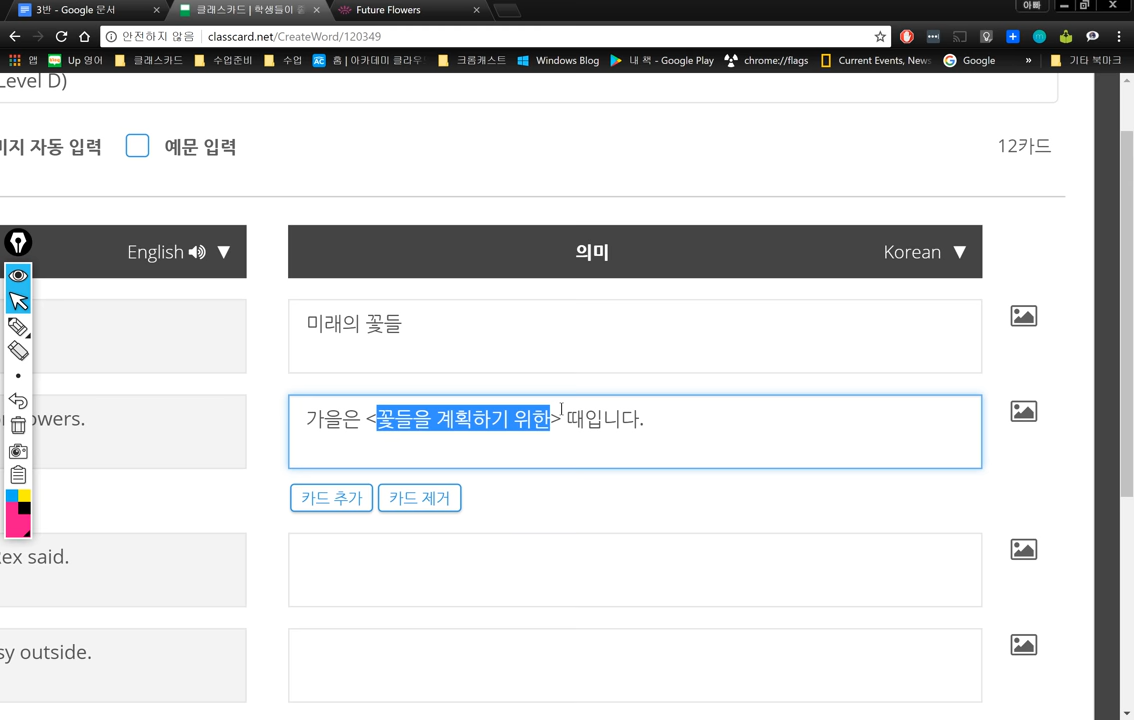 3반 - Google 문서
클래스카드 | 학생들이 줄
Future Flowers
아빠
안전하지 않음 classcard.net/CreateWord/120349
앱 Up 영어 클래스카드 수업준비 수업 홈 | 아카데미 클라우 크롬캐스트 Windows Blog 내 책 - Google Play chrome://flags Current Events, News Google » 기타 북마크
Level D)
미지 자동 입력 예문 입력 12카드
English 의미 Korean
미래의 꽃들
owers. 가을은 <꽃들을 계획하기 위한> 때입니다.
카드 추가 카드 제거
ex said.
sy outside.